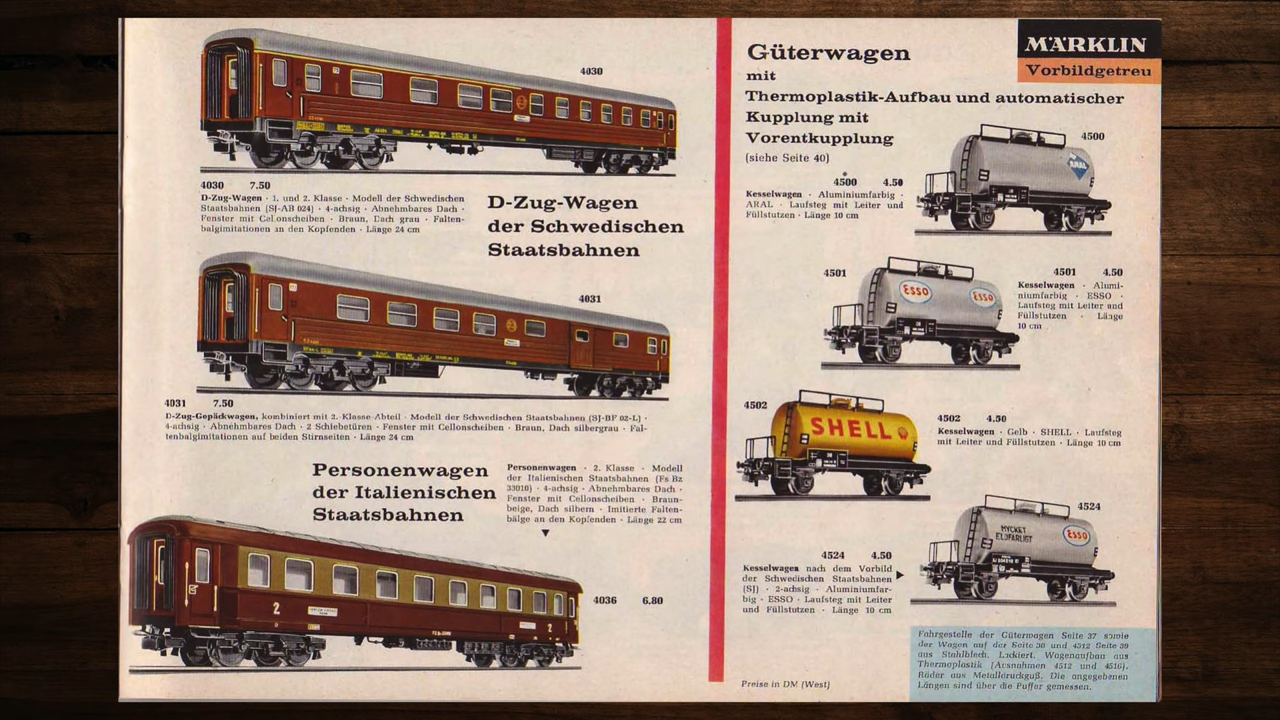 4030
4030 7.50
D-Zug-Wagen · 1. und 2. Klasse · Modell der Schwedischen
Staatsbahnen (SJ-AB 024) · 4-achsig · Abnehmbares Dach ·
Fenster mit Cellonscheiben · Braun, Dach grau · Falten-
balgimitationen an den Kopfenden · Länge 24 cm
D-Zug-Wagen
der Schwedischen
Staatsbahnen
4031
4031 7.50
D-Zug-Gepäckwagen, kombiniert mit 2. Klasse-Abteil · Modell der Schwedischen Staatsbahnen (SJ-BF 02-L) ·
4-achsig · Abnehmbares Dach · 2 Schiebetüren · Fenster mit Cellonscheiben · Braun, Dach silbergrau · Fal-
tenbalgimitationen auf beiden Stirnseiten · Länge 24 cm
Personenwagen
der Italienischen
Staatsbahnen
Personenwagen · 2. Klasse · Modell
der Italienischen Staatsbahnen (Fs Bz
33010) · 4-achsig · Abnehmbares Dach ·
Fenster mit Cellonscheiben · Braun-
beige, Dach silbern · Imitierte Falten-
bälge an den Kopfenden · Länge 22 cm
2
2
4036 6.80
MÄRKLIN
Vorbildgetreu
Güterwagen
mit
Thermoplastik-Aufbau und automatischer
Kupplung mit
Vorentkupplung
(siehe Seite 40)
4500
ARAL
4500 4.50
Kesselwagen · Aluminiumfarbig ·
ARAL · Laufsteg mit Leiter und
Füllstutzen · Länge 10 cm
4501
Esso
Esso
4501 4.50
Kesselwagen · Alumi-
niumfarbig · ESSO ·
Laufsteg mit Leiter und
Füllstutzen · Länge
10 cm
4502
SHELL
4502 4.50
Kesselwagen · Gelb · SHELL · Laufsteg
mit Leiter und Füllstutzen · Länge 10 cm
4524
MYCKET
ELDFARLIGT
Esso
4524 4.50
Kesselwagen nach dem Vorbild
der Schwedischen Staatsbahnen
(SJ) · 2-achsig · Aluminiumfar-
big · ESSO · Laufsteg mit Leiter
und Füllstutzen · Länge 10 cm
Fahrgestelle der Güterwagen Seite 37 sowie
der Wagen auf der Seite 38 und 4512 Seite 39
aus Stahlblech. Lackiert. Wagenaufbau aus
Thermoplastik (Ausnahmen 4512 und 4516).
Räder aus Metalldruckguß. Die angegebenen
Längen sind über die Puffer gemessen.
Preise in DM (West)